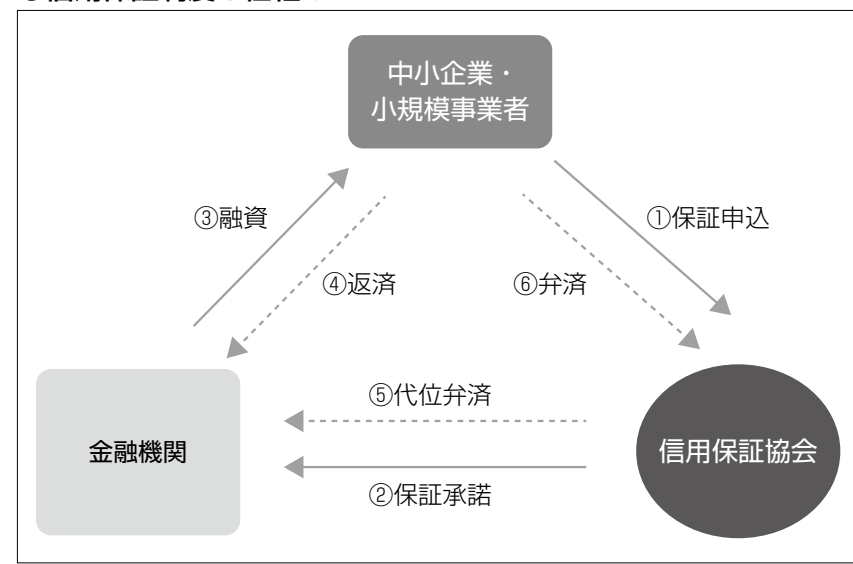 中小企業・
小規模事業者
③融資
①保証申込
④返済
⑥弁済
⑤代位弁済
金融機関
信用保証協会
②保証承諾